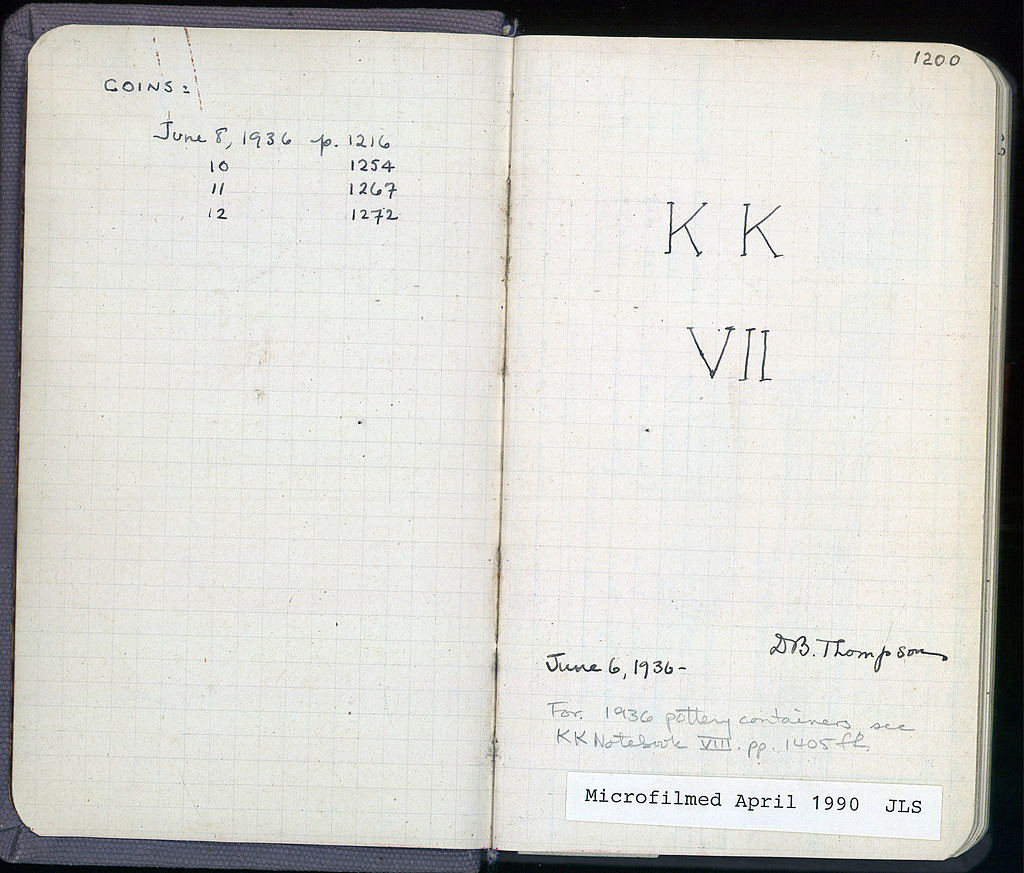 COINS:
June 8, 1936 p. 1216
10 1254
11 1267
12 1272
1200
K K
VII
D.B. Thompson
June 6, 1936-
For 1936 pottery containers, see
KK Notebook VIII. pp. 1405 ff.
Microfilmed April 1990 JLS